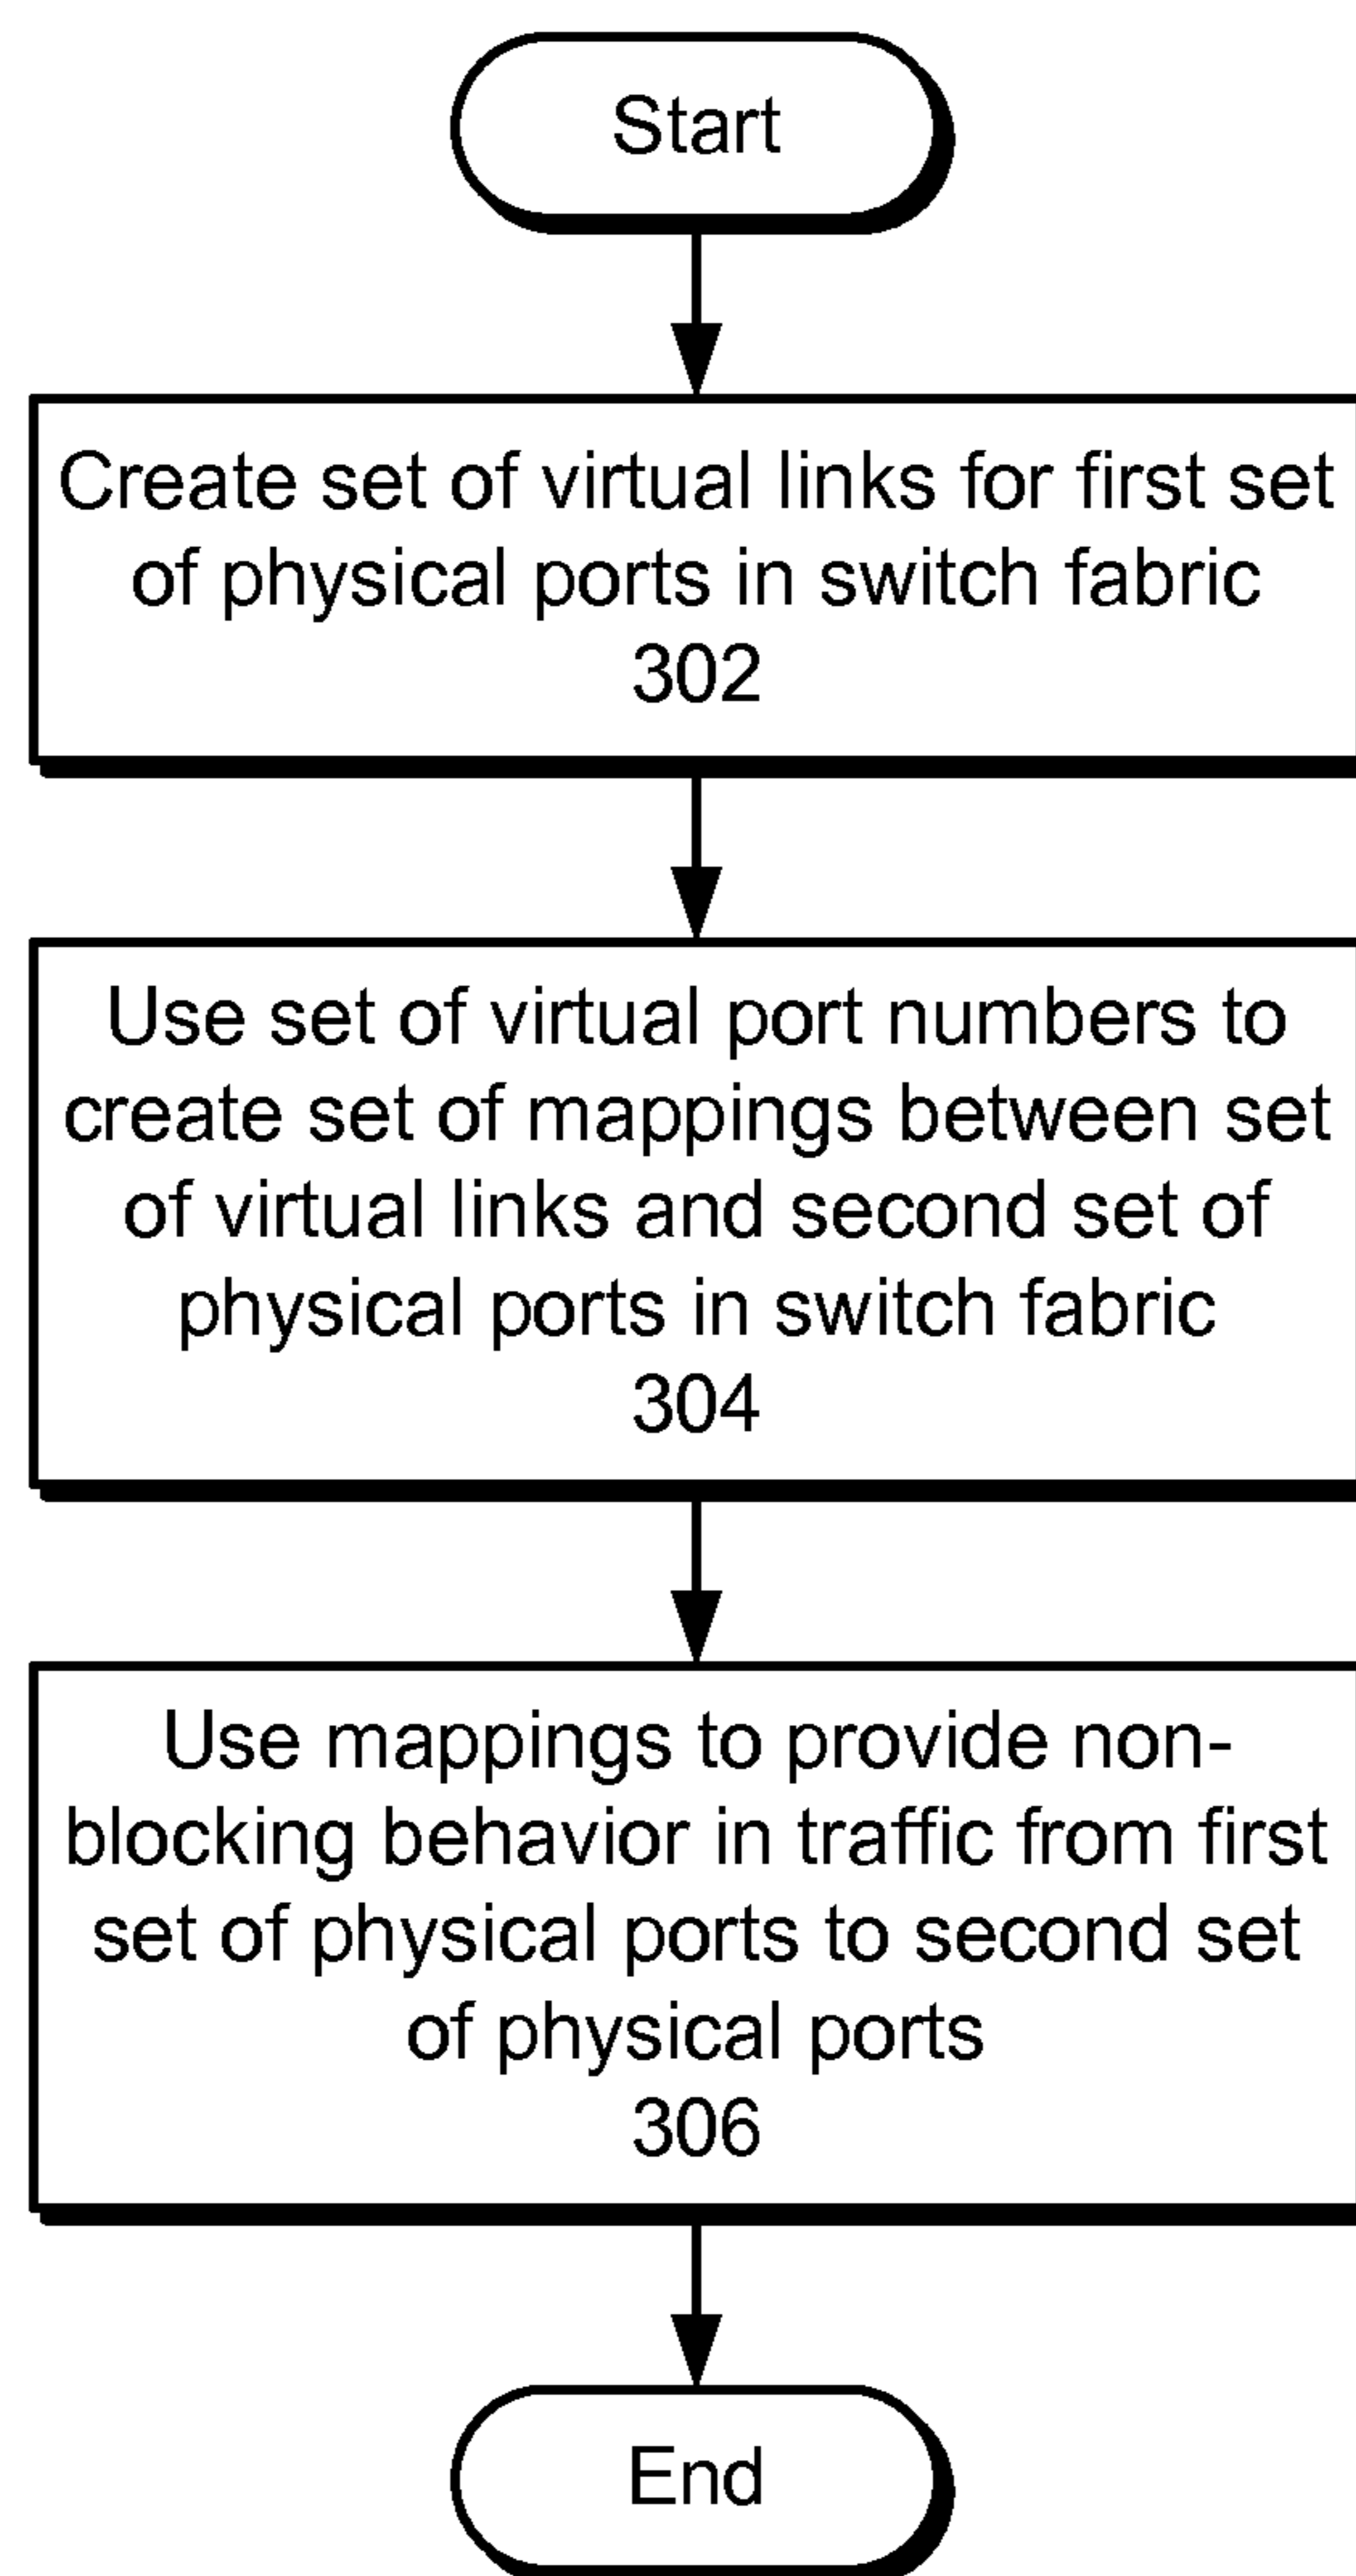 Start
Create set of virtual links for first set
of physical ports in switch fabric
302
Use set of virtual port numbers to
create set of mappings between set
of virtual links and second set of
physical ports in switch fabric
304
Use mappings to provide non-
blocking behavior in traffic from first
set of physical ports to second set
of physical ports
306
End